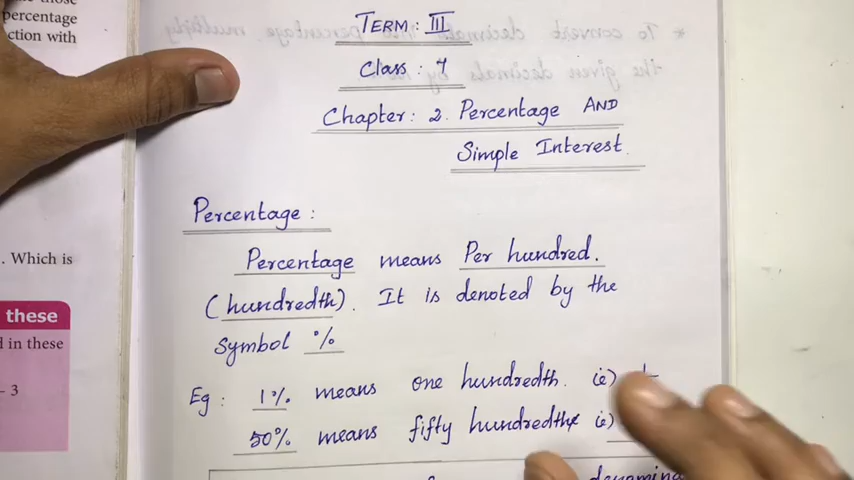 percentage
ction with
. Which is
these
d in these
- 3
TERM : III
Class : 7
Chapter : 2. Percentage AND
Simple Interest.
Percentage :
Percentage means Per hundred.
(hundredth). It is denoted by the
symbol %
Eg : 1% means one hundredth. (ie)
50% means fifty hundredths (ie)